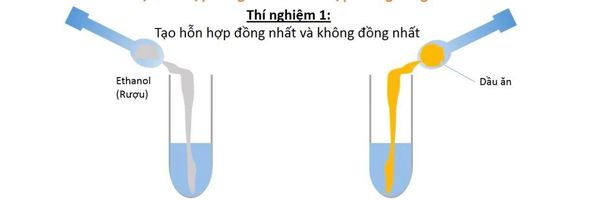 Thí nghiệm 1:
Tạo hỗn hợp đồng nhất và không đồng nhất
Ethanol
(Rượu)
Dầu ăn